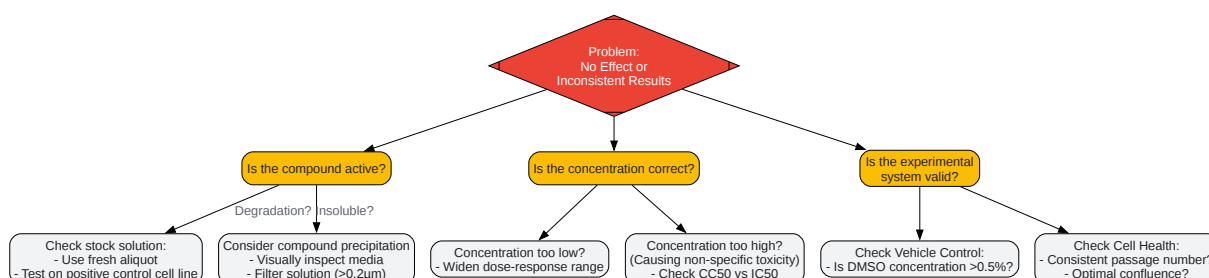 Problem:
No Effect or
Inconsistent Results
Is the compound active?
Is the concentration correct?
Is the experimental
system valid?
Degradation?
Insoluble?
Check stock solution:
- Use fresh aliquot
- Test on positive control cell line
Consider compound precipitation
- Visually inspect media
- Filter solution (>0.2um)
Concentration too low?
- Widen dose-response range
Concentration too high?
(Causing non-specific toxicity)
- Check CC50 vs IC50
Check Vehicle Control:
- Is DMSO concentration >0.5%?
Check Cell Health:
- Consistent passage number?
- Optimal confluence?